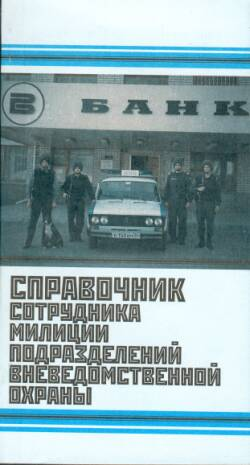 БАНК
СПРАВОЧНИК
СОТРУДНИКА
МИЛИЦИИ
ПОДРАЗДЕЛЕНИЙ
ВНЕВЕДОМСТВЕННОЙ
ОХРАНЫ